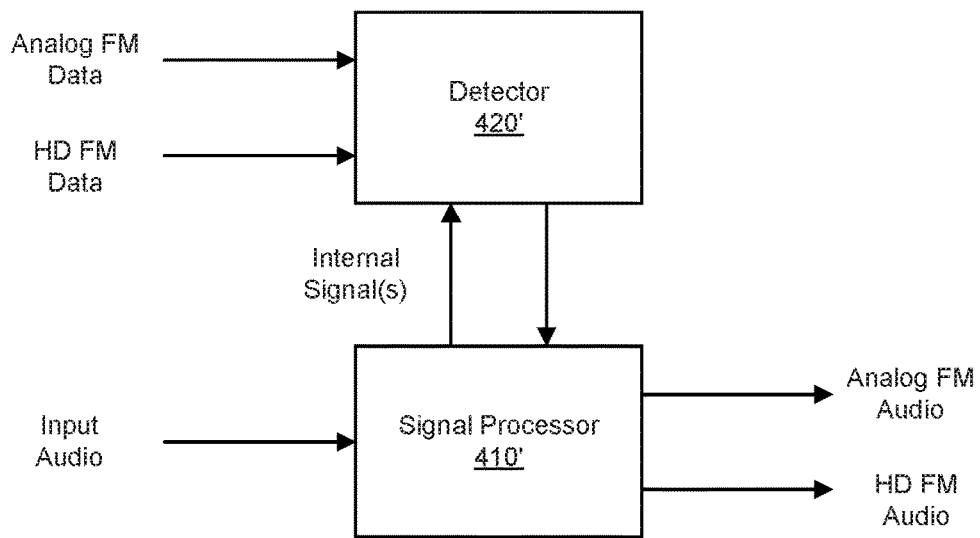 Analog FM
Data
HD FM
Data
Detector
420'
Internal
Signal(s)
Input
Audio
Signal Processor
410'
Analog FM
Audio
HD FM
Audio